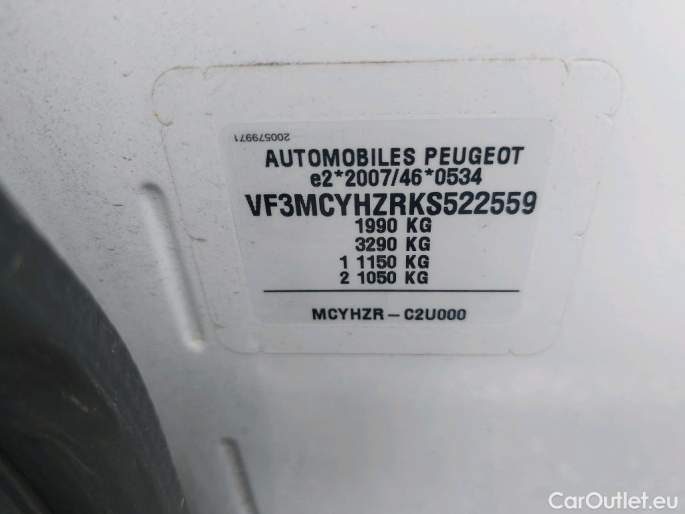 200579971
AUTOMOBILES PEUGEOT
e2*2007/46*0534
VF3MCYHZRKS522559
1990 KG
3290 KG
1 1150 KG
2 1050 KG
MCYHZR – C2U000
CarOutlet.eu